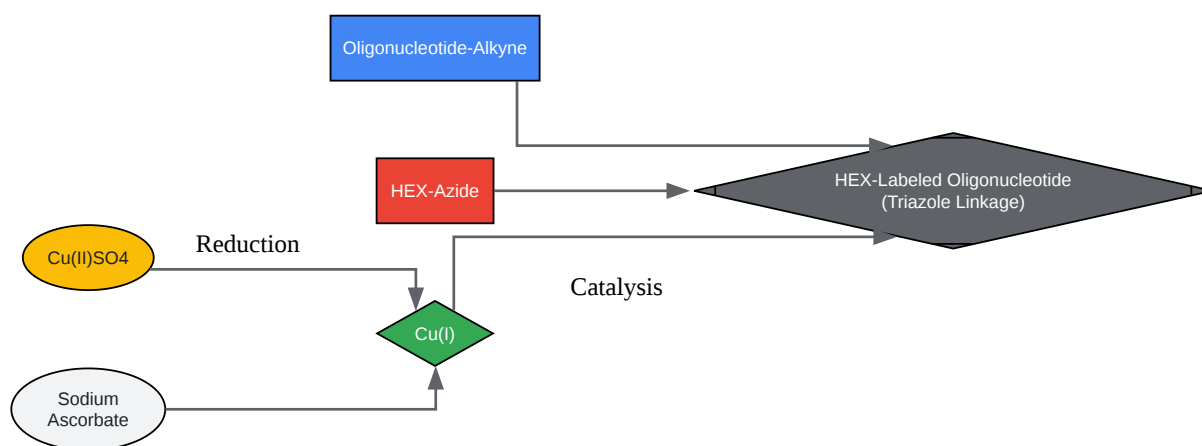 Oligonucleotide-Alkyne
HEX-Azide
HEX-Labeled Oligonucleotide
(Triazole Linkage)
Reduction
Cu(II)SO4
Catalysis
Cu(I)
Sodium
Ascorbate